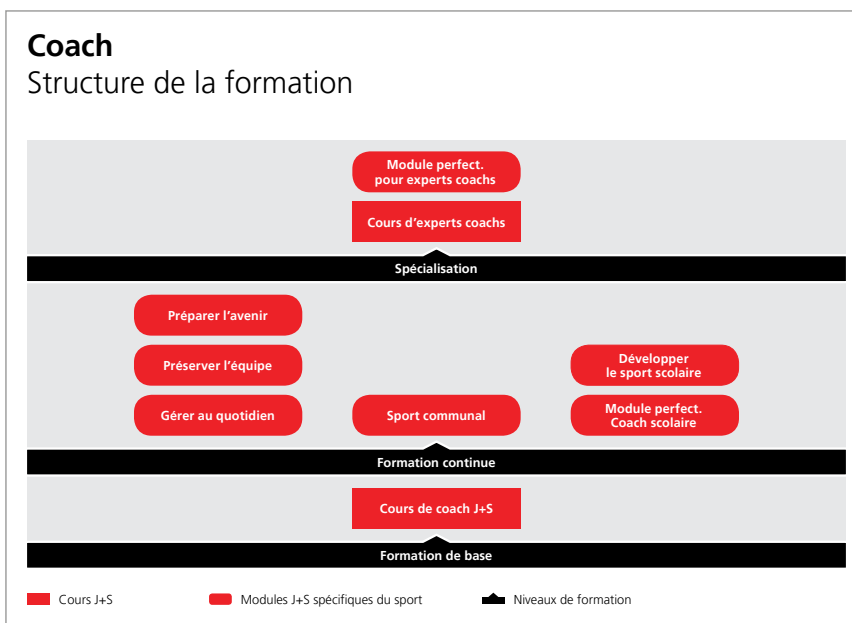 Coach
Structure de la formation
Module perfect.
pour experts coachs
Cours d'experts coachs
Spécialisation
Préparer l'avenir
Préserver l'équipe
Développer
le sport scolaire
Gérer au quotidien
Sport communal
Module perfect.
Coach scolaire
Formation continue
Cours de coach J+S
Formation de base
Cours J+S
Modules J+S spécifiques du sport
Niveaux de formation